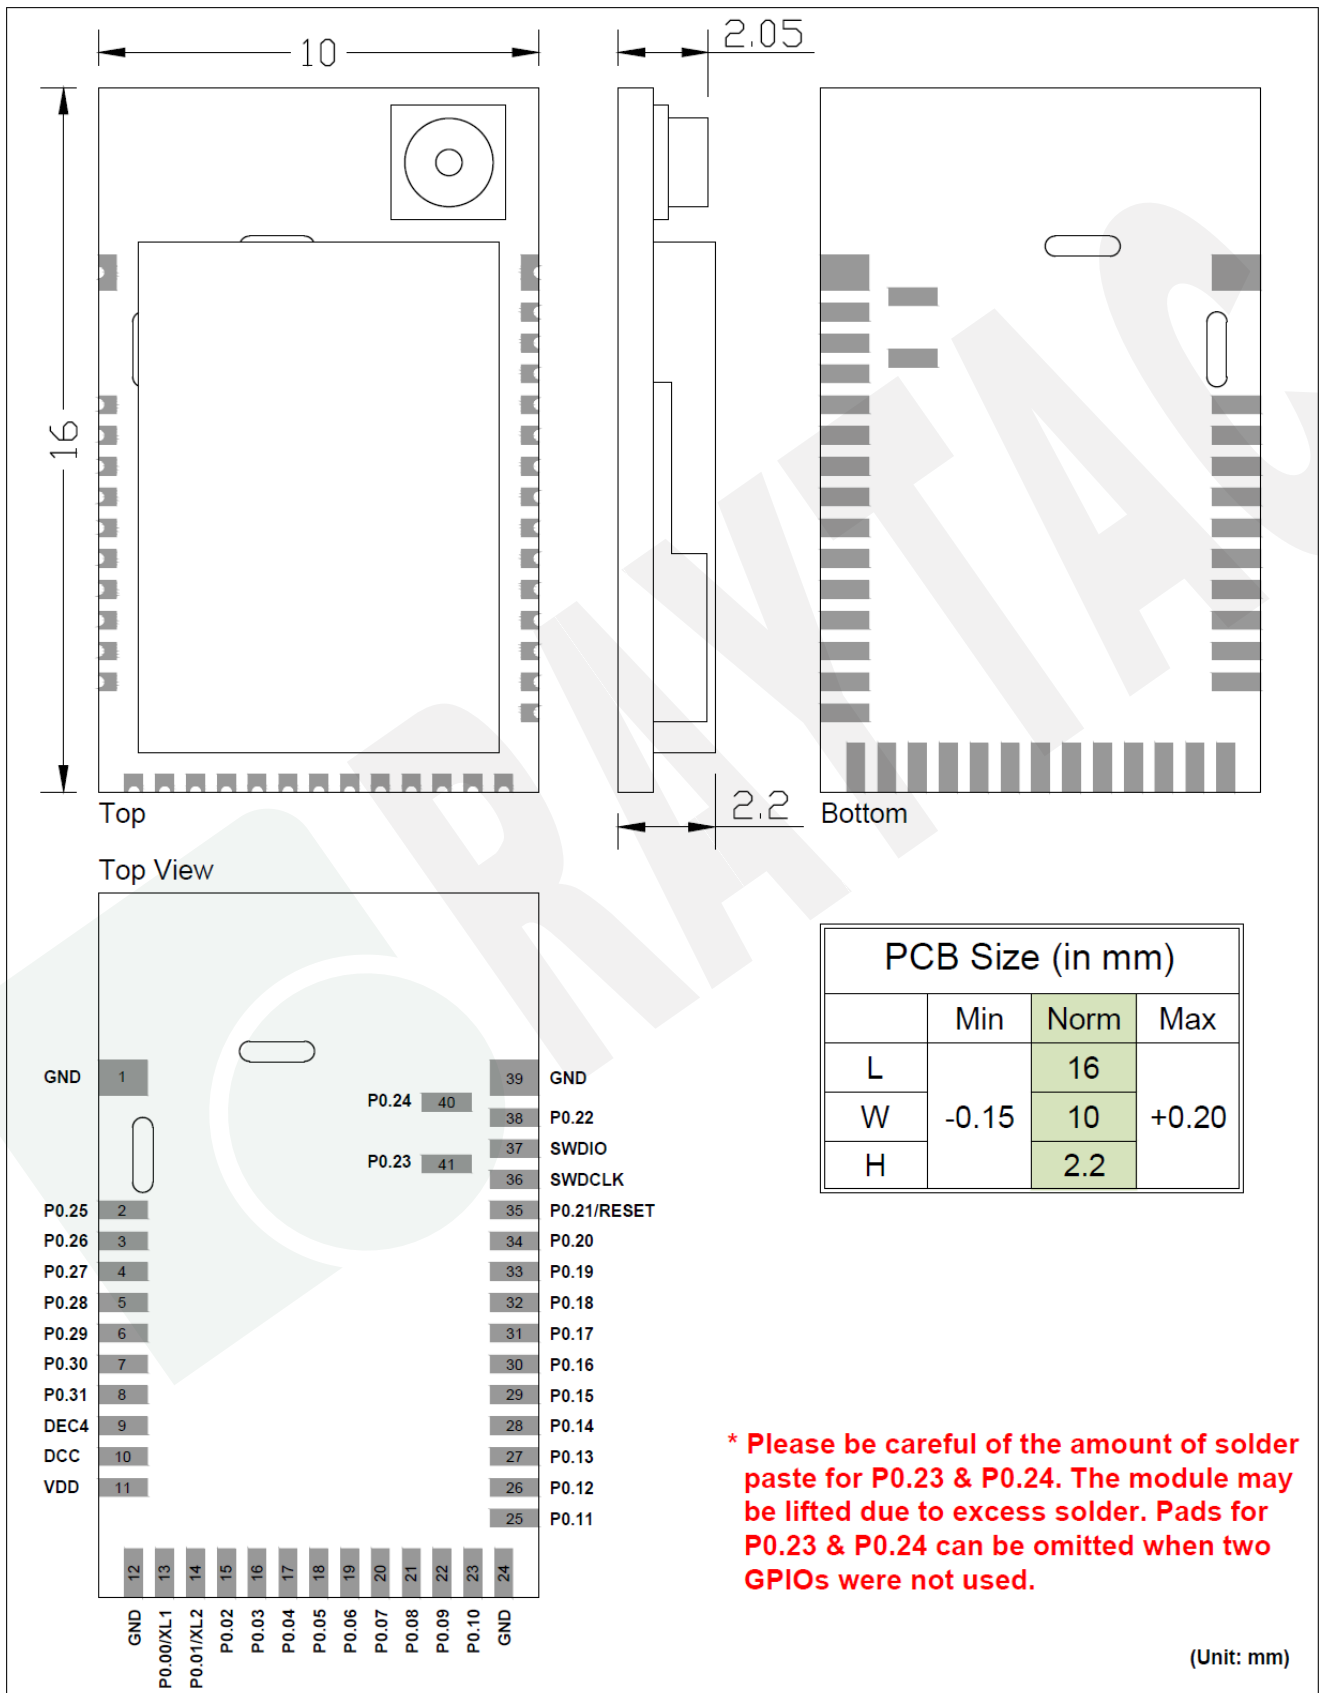 10
2.05
16
2.2
Top
Bottom
RAYTAC
Top View
GND 1
39 GND
P0.24 40
38 P0.22
37 SWDIO
P0.23 41
36 SWDCLK
P0.25 2
35 P0.21/RESET
P0.26 3
34 P0.20
P0.27 4
33 P0.19
P0.28 5
32 P0.18
P0.29 6
31 P0.17
P0.30 7
30 P0.16
P0.31 8
29 P0.15
DEC4 9
28 P0.14
DCC 10
27 P0.13
VDD 11
26 P0.12
25 P0.11
12 13 14 15 16 17 18 19 20 21 22 23 24
GND P0.00/XL1 P0.01/XL2 P0.02 P0.03 P0.04 P0.05 P0.06 P0.07 P0.08 P0.09 P0.10 GND
PCB Size (in mm)
Min Norm Max
L 16
W -0.15 10 +0.20
H 2.2
* Please be careful of the amount of solder
paste for P0.23 & P0.24. The module may
be lifted due to excess solder. Pads for
P0.23 & P0.24 can be omitted when two
GPIOs were not used.
(Unit: mm)